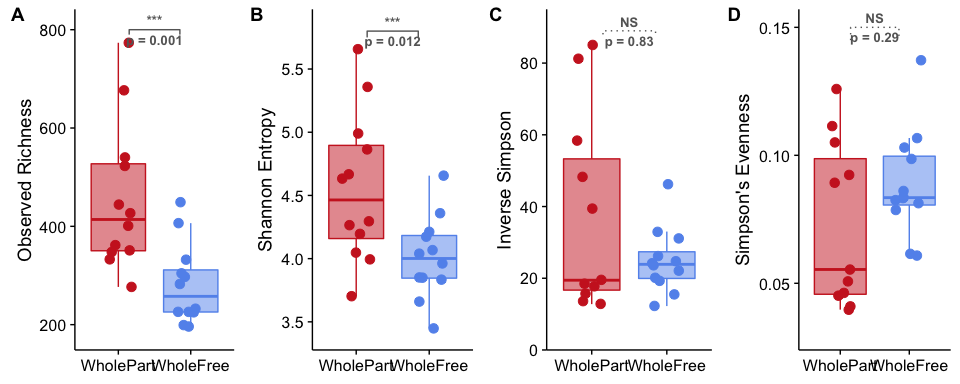 A
***
p = 0.001
Observed Richness
800
600
400
200
WholePart
WholeFree
B
***
p = 0.012
Shannon Entropy
5.5
5.0
4.5
4.0
3.5
WholePart
WholeFree
C
NS
p = 0.83
Inverse Simpson
80
60
40
20
0
WholePart
WholeFree
D
NS
p = 0.29
Simpson's Evenness
0.15
0.10
0.05
WholePart
WholeFree